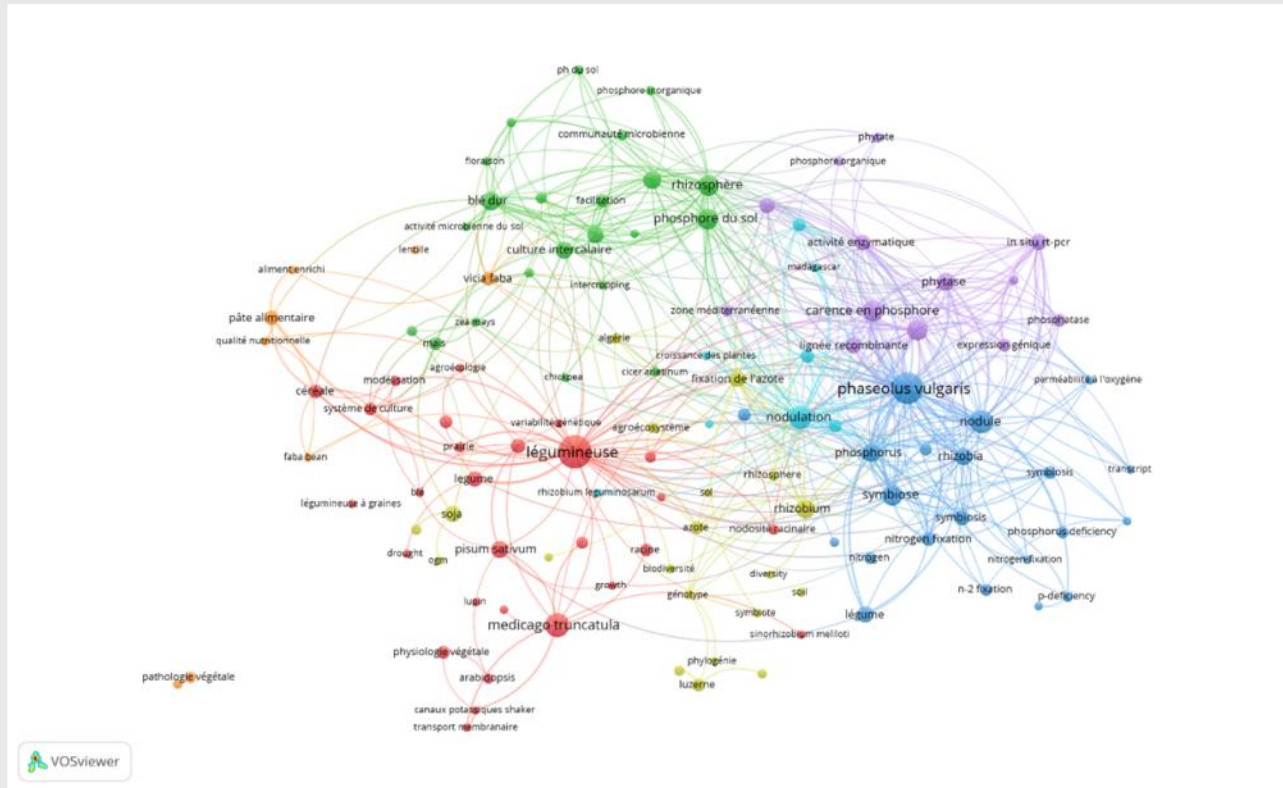 ph du sol
phosphore inorganique
communauté microbienne
phytate
floraison
phosphore organique
rhizosphère
blé dur
facilitation
phosphore du sol
activité microbienne du sol
activité enzymatique
in situ rt-pcr
lentille
culture intercalaire
aliment enrichi
madagascar
vicia faba
phytase
intercropping
pâte alimentaire
zone méditerranéenne
carence en phosphore
phosphatase
zea mays
qualité nutritionnelle
algérie
maïs
lignée recombinante
expression génique
croissance des plantes
agroécologie
cicer arietinum
chickpea
fixation de l'azote
modélisation
perméabilité à l'oxygène
céréale
phaseolus vulgaris
système de culture
nodulation
nodule
variabilité génétique
agroécosystème
prairie
légumineuse
phosphorus
rhizobia
faba bean
transcript
rhizosphere
symbiosis
legume
blé
rhizobium leguminosarum
sol
symbiose
légumineuse à graines
rhizobium
soja
symbiosis
azote
nodosité racinaire
phosphorus deficiency
nitrogen fixation
drought
pisum sativum
racine
nitrogen
nitrogen-fixation
ogm
biodiversité
diversity
growth
n-2 fixation
génotype
soil
p-deficiency
lupin
symbiote
légume
medicago truncatula
sinorhizobium meliloti
physiologie végétale
phylogénie
pathologie végétale
arabidopsis
luzerne
canaux potassiques shaker
transport membranaire
VOSviewer